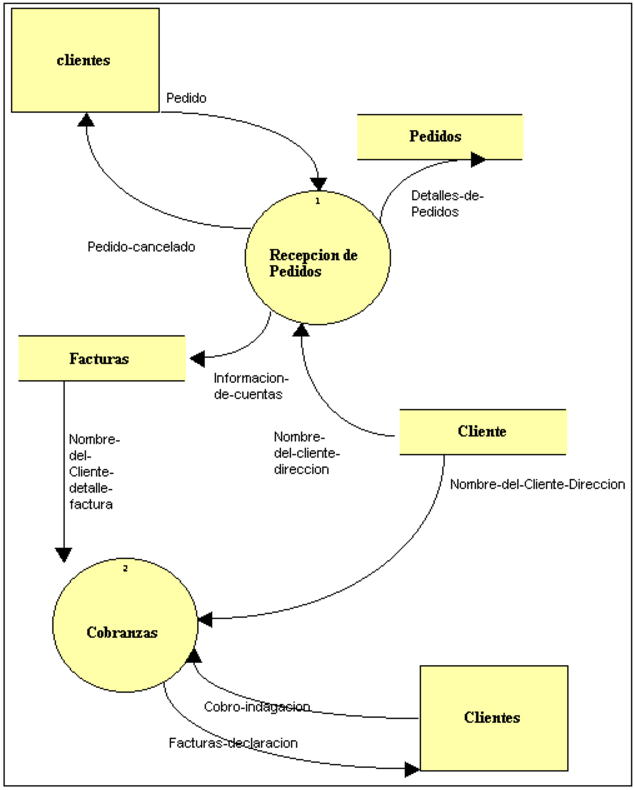 clientes
Pedido
Pedidos
Detalles-de-
Pedidos
1
Pedido-cancelado
Recepcion de
Pedidos
Facturas
Informacion-
de-cuentas
Cliente
Nombre-
del-cliente-
direccion
Nombre-
del-
Cliente-
detalle-
factura
Nombre-del-Cliente-Direccion
2
Cobranzas
Cobro-indagacion
Clientes
Facturas-declaracion